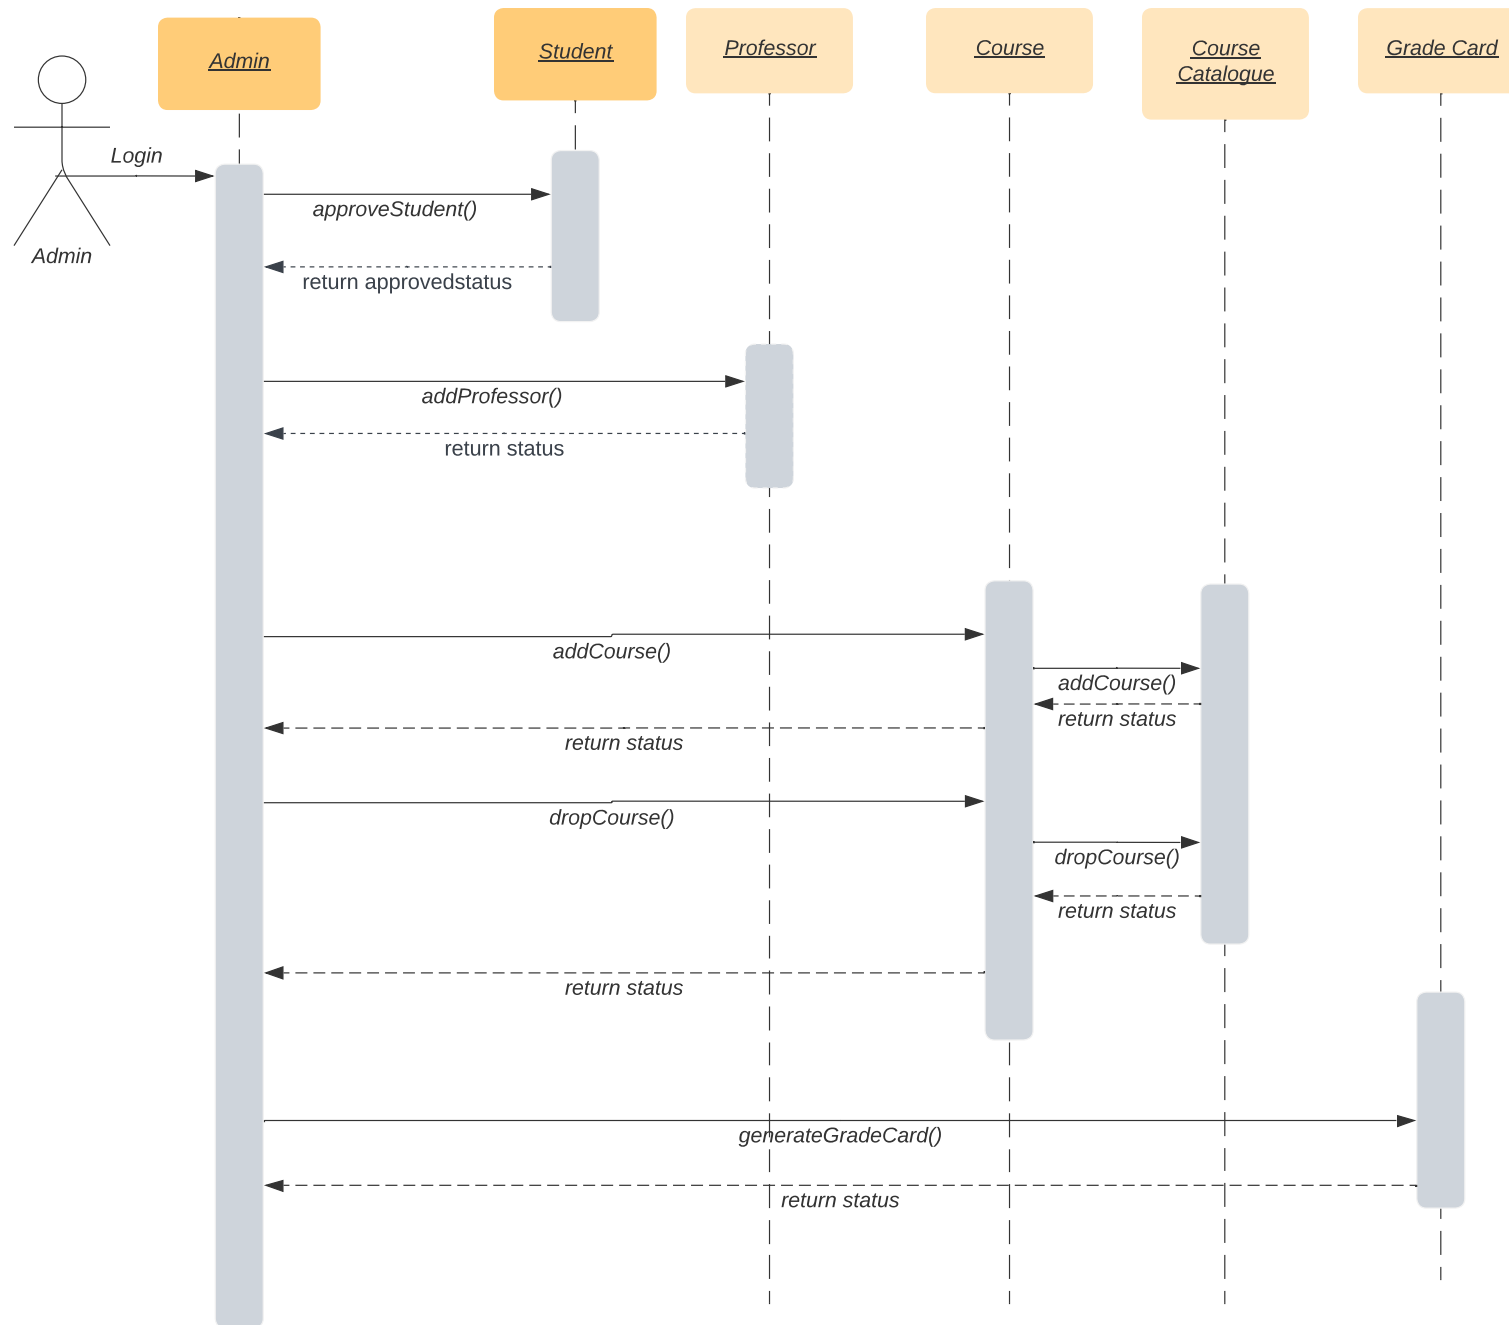 Admin
Student
Professor
Course
Course
Catalogue
Grade Card
Login
Admin
approveStudent()
return approvedstatus
addProfessor()
return status
addCourse()
addCourse()
return status
return status
dropCourse()
dropCourse()
return status
return status
generateGradeCard()
return status